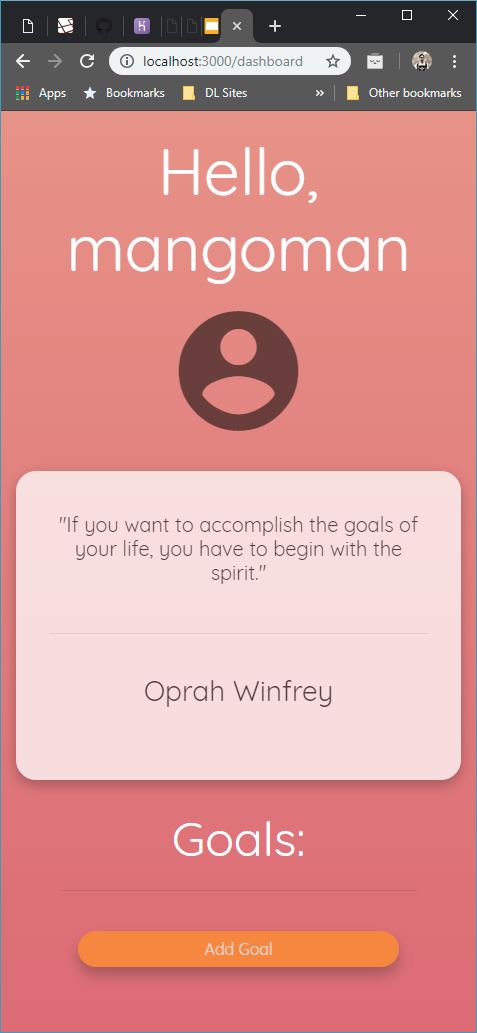 localhost:3000/dashboard
Apps Bookmarks DL Sites » Other bookmarks
Hello,
mangoman
"If you want to accomplish the goals of
your life, you have to begin with the
spirit."
Oprah Winfrey
Goals:
Add Goal